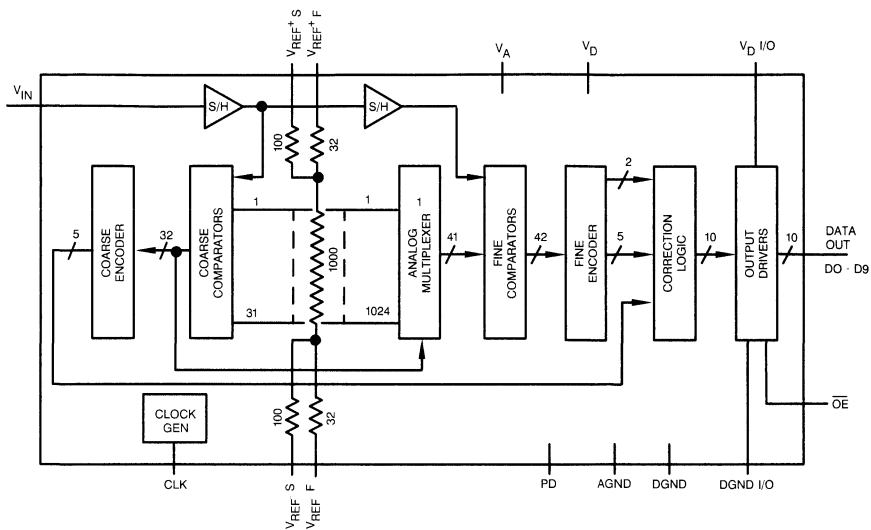 V_REF+ S
V_REF+ F
V_A
V_D
V_D I/O
V_IN
S/H
S/H
100
32
2
1
1
1
5
COARSE
ENCODER
32
COARSE
COMPARATORS
1000
ANALOG
MULTIPLEXER
41
FINE
COMPARATORS
42
FINE
ENCODER
5
CORRECTION
LOGIC
10
OUTPUT
DRIVERS
10
DATA
OUT
DO - D9
31
1024
100
32
OE
CLOCK
GEN
CLK
V_REF S
V_REF F
PD
AGND
DGND
DGND I/O